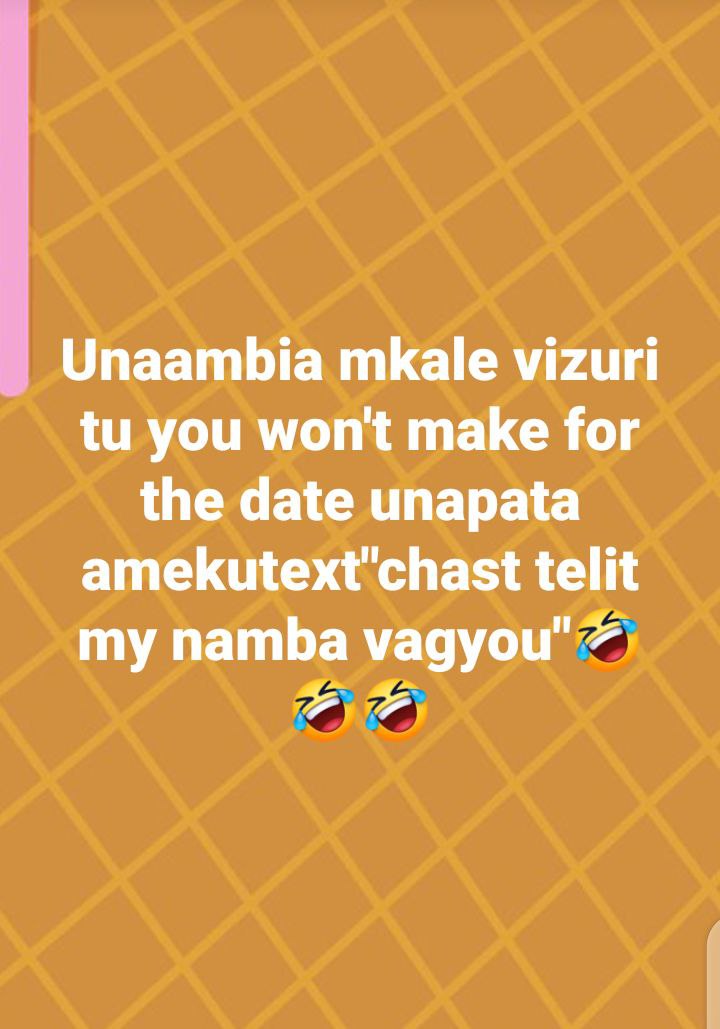 Unaambia mkale vizuri
tu you won't make for
the date unapata
amekutext"chast telit
my namba vagyou"🤣
🤣🤣